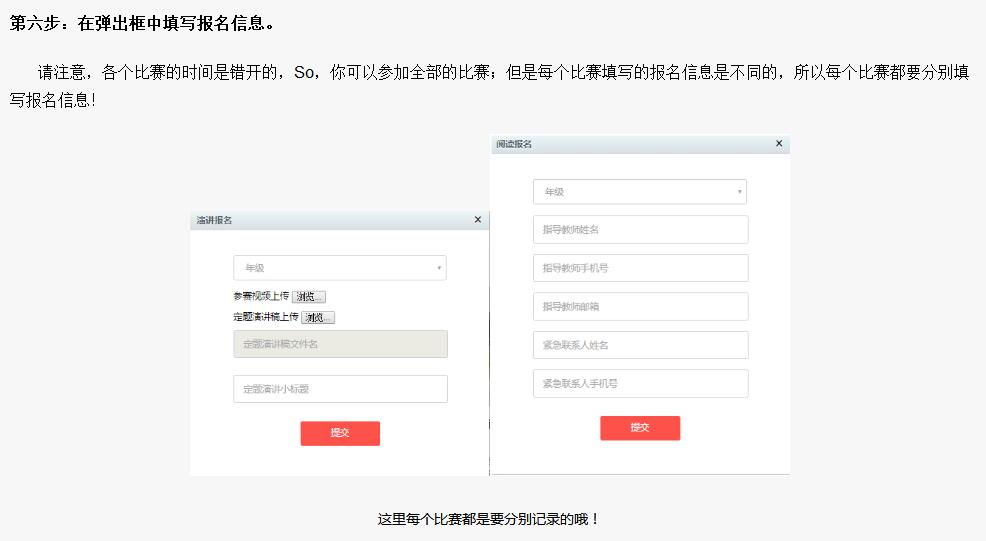 第六步：在弹出框中填写报名信息。
请注意，各个比赛的时间是错开的，So，你可以参加全部的比赛；但是每个比赛填写的报名信息是不同的，所以每个比赛都要分别填
写报名信息！
演讲报名 ×
年级
参赛视频上传 浏览...
定题演讲稿上传 浏览...
定题演讲稿文件名
定题演讲小标题
提交
阅读报名 ×
年级
指导教师姓名
指导教师手机号
指导教师邮箱
紧急联系人姓名
紧急联系人手机号
提交
这里每个比赛都是要分别记录的哦！